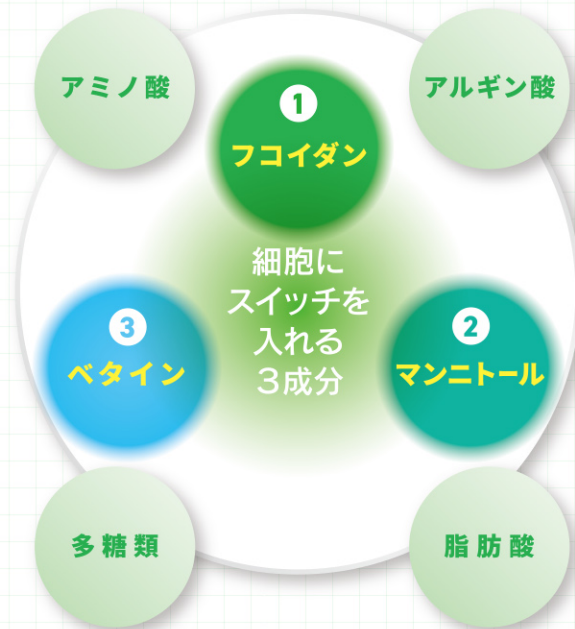 アミノ酸
アルギン酸
1
フコイダン
細胞に
スイッチを
入れる
3成分
3
ベタイン
2
マンニトール
多糖類
脂肪酸